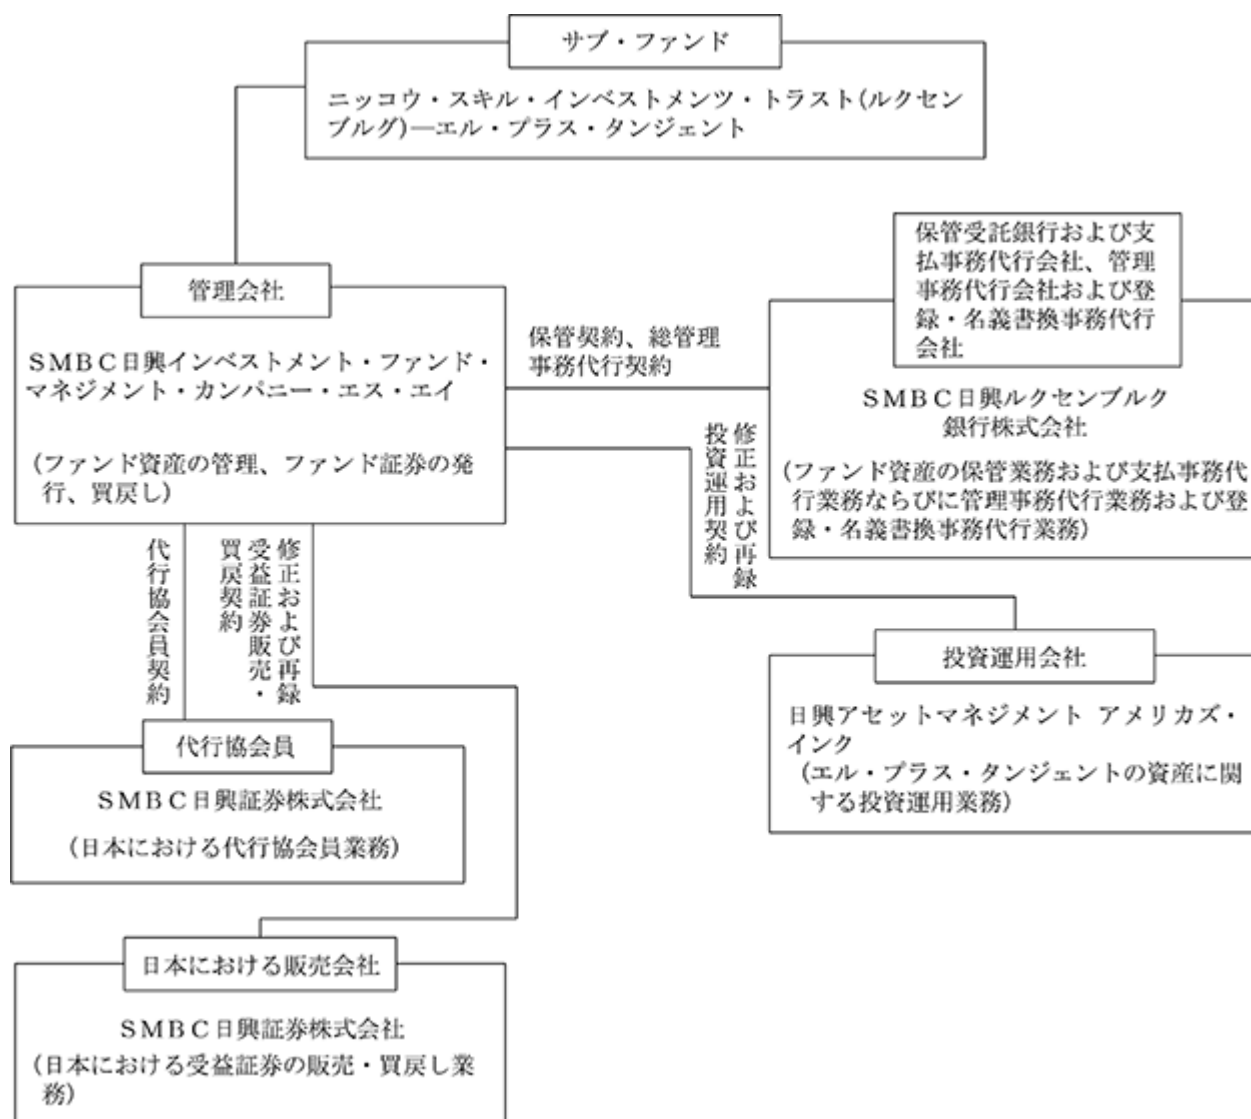 サブ・ファンド
ニッコウ・スキル・インベストメンツ・トラスト(ルクセン
ブルグ)―エル・プラス・タンジェント
管理会社
SMBC日興インベストメント・ファンド・
マネジメント・カンパニー・エス・エイ
(ファンド資産の管理、ファンド証券の発
行、買戻し)
保管契約、総管理
事務代行契約
保管受託銀行および支
払事務代行会社、管理
事務代行会社および登
録・名義書換事務代行
会社
SMBC日興ルクセンブルク
銀行株式会社
(ファンド資産の保管業務および支払事務代
行業務ならびに管理事務代行業務および登
録・名義書換事務代行業務)
修正および再録
投資運用契約
投資運用会社
日興アセットマネジメント アメリカズ・
インク
(エル・プラス・タンジェントの資産に関
する投資運用業務)
代行協会員契約
修正および再録
受益証券販売・
買戻契約
代行協会員
SMBC日興証券株式会社
(日本における代行協会員業務)
日本における販売会社
SMBC日興証券株式会社
(日本における受益証券の販売・買戻し業
務)